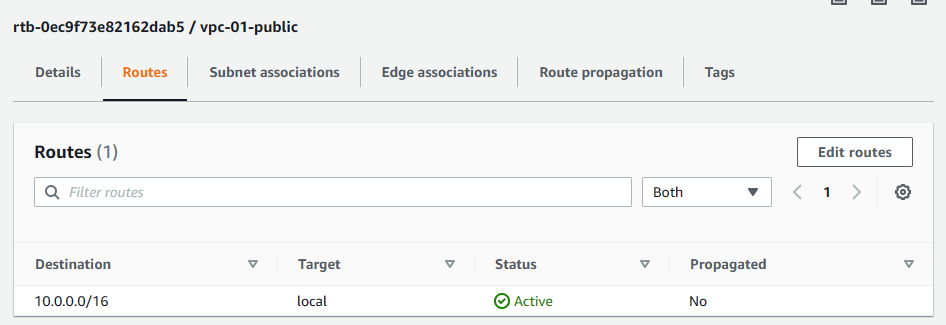 rtb-0ec9f73e82162dab5 / vpc-01-public
Details Routes Subnet associations Edge associations Route propagation Tags
Routes (1) Edit routes
Filter routes Both 1
Destination Target Status Propagated
10.0.0.0/16 local Active No